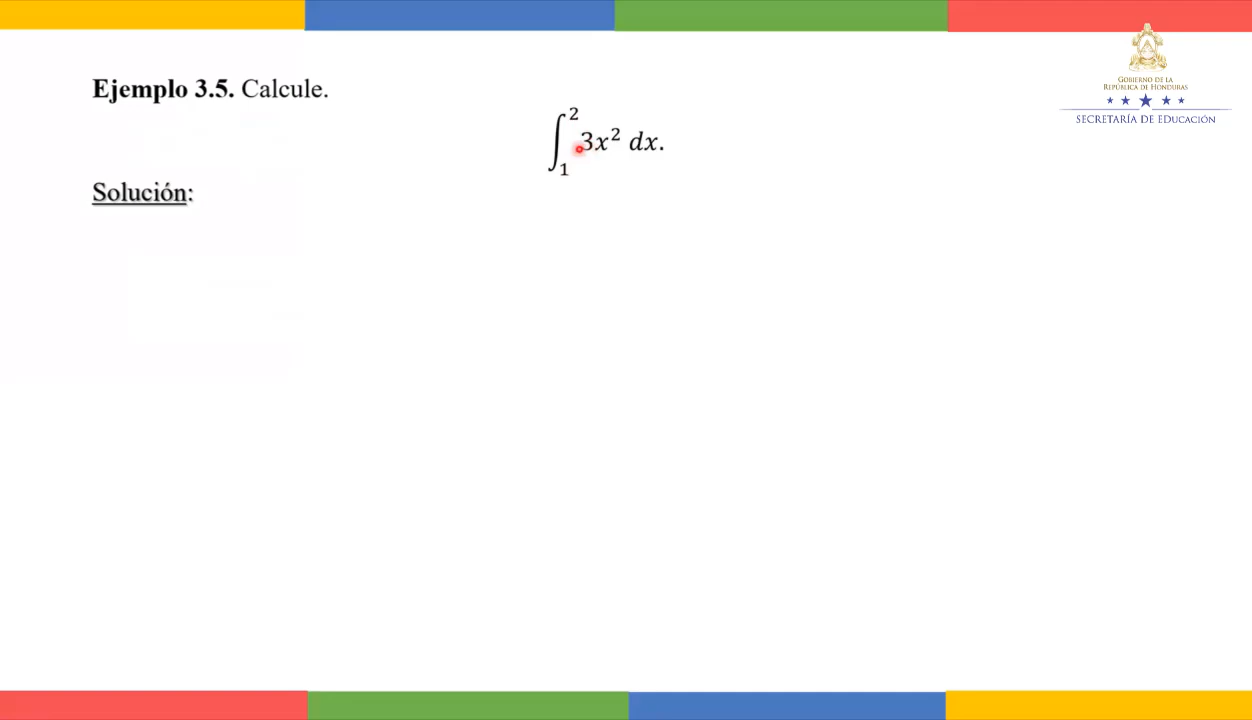 Ejemplo 3.5. Calcule.
∫₁² 3x² dx.
Solución:
GOBIERNO DE LA
REPÚBLICA DE HONDURAS
SECRETARÍA DE EDUCACIÓN